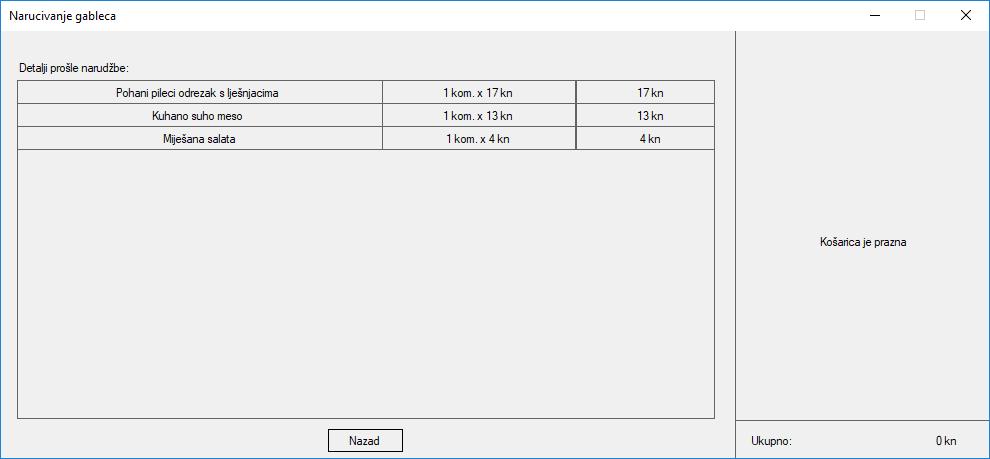 Narucivanje gableca
Detalji prošle narudžbe:
Pohani pileci odrezak s lješnjacima 1 kom. x 17 kn 17 kn
Kuhano suho meso 1 kom. x 13 kn 13 kn
Miješana salata 1 kom. x 4 kn 4 kn
Košarica je prazna
Nazad
Ukupno: 0 kn